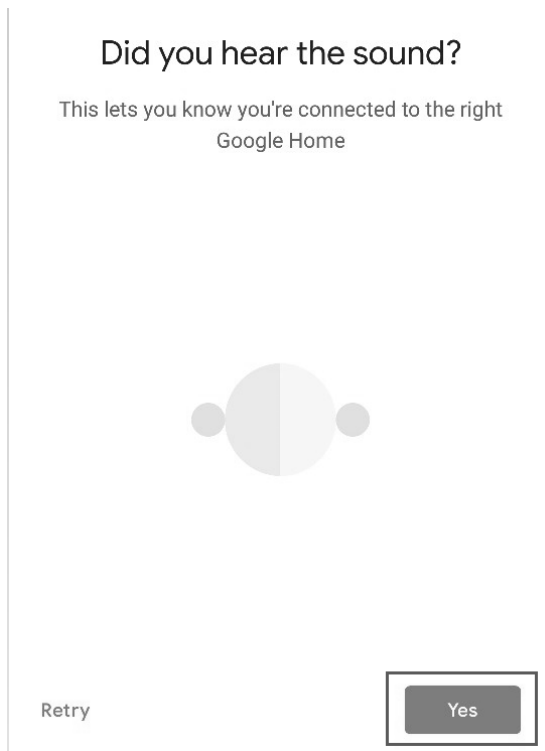 Did you hear the sound?
This lets you know you're connected to the right
Google Home
Retry
Yes